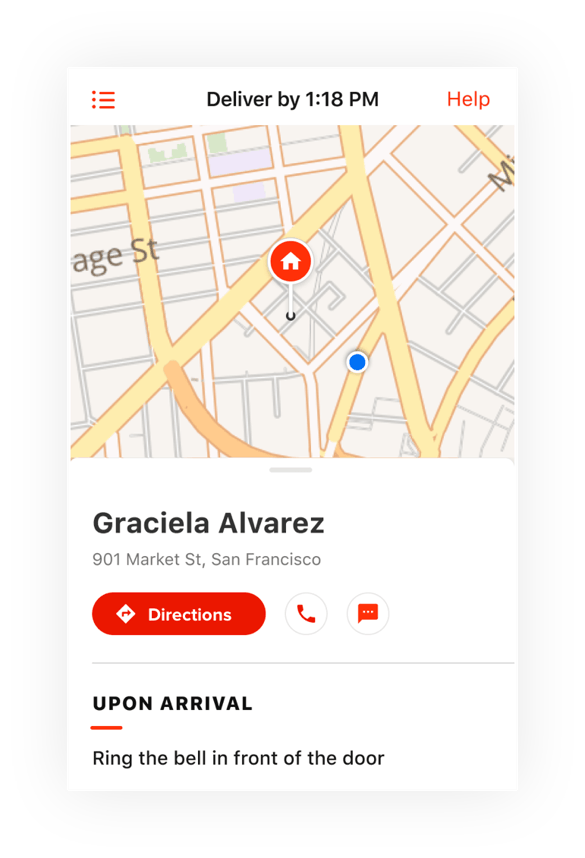 Deliver by 1:18 PM
Help
age St
Mi
Graciela Alvarez
901 Market St, San Francisco
Directions
UPON ARRIVAL
Ring the bell in front of the door